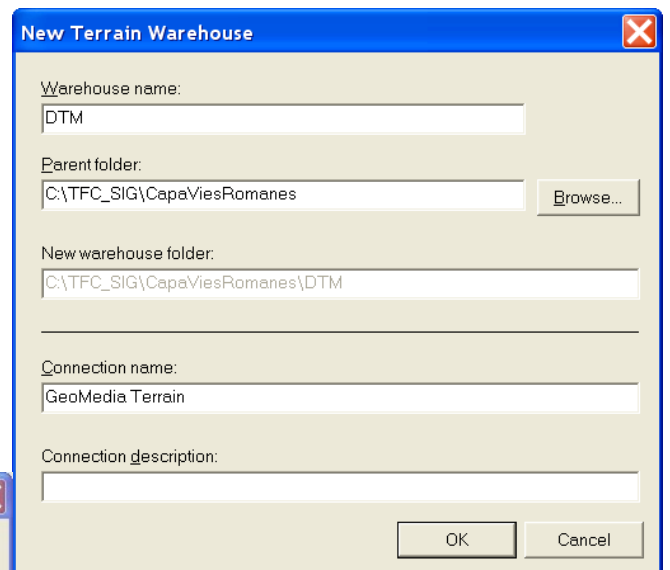 New Terrain Warehouse
Warehouse name:
DTM
Parent folder:
C:\TFC_SIG\CapaViesRomanes
Browse...
New warehouse folder:
C:\TFC_SIG\CapaViesRomanes\DTM
Connection name:
GeoMedia Terrain
Connection description:
OK Cancel